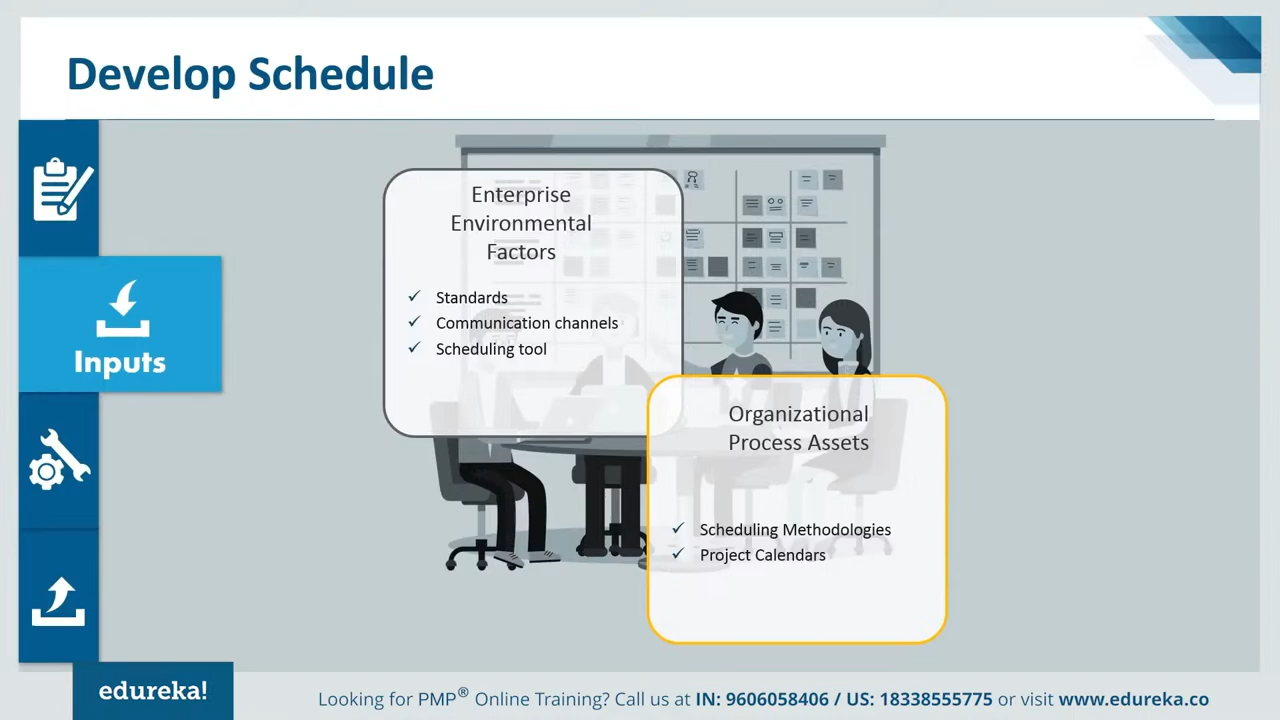 Develop Schedule
Enterprise
Environmental
Factors
Standards
Communication channels
Scheduling tool
Inputs
Organizational
Process Assets
Scheduling Methodologies
Project Calendars
edureka!
Looking for PMP® Online Training? Call us at IN: 9606058406 / US: 18338555775 or visit www.edureka.co